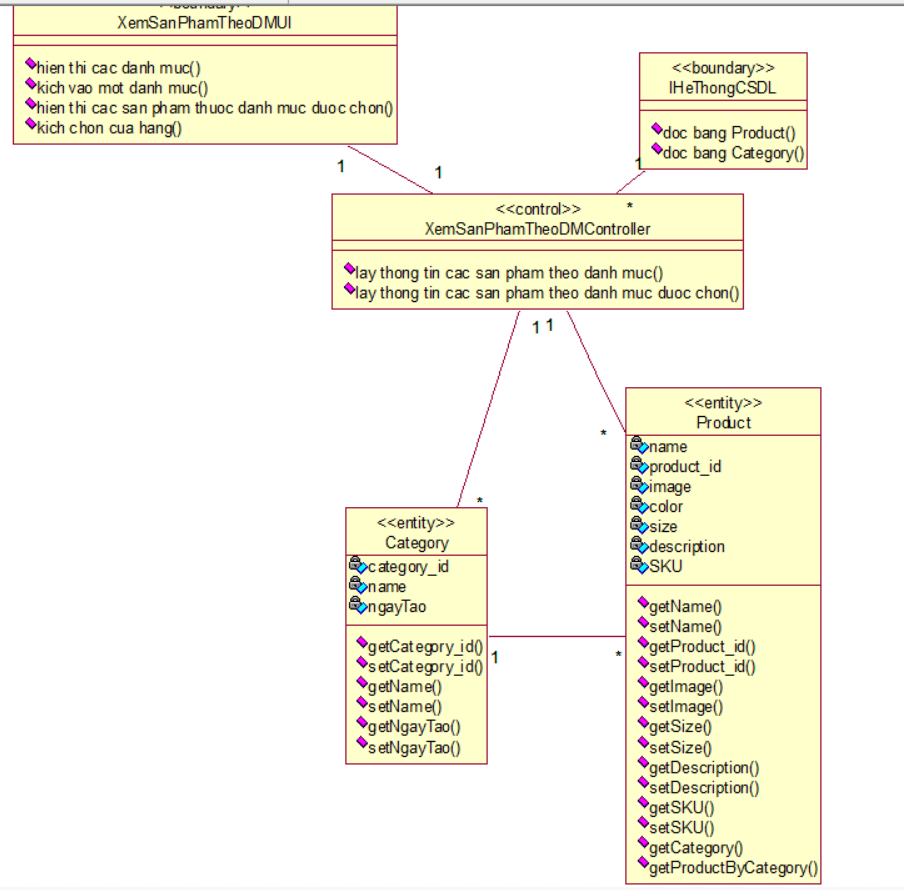 XemSanPhamTheoDMUI
hien thi cac danh muc()
kich vao mot danh muc()
hien thi cac san pham thuoc danh muc duoc chon()
kich chon cua hang()
<<boundary>>
IHeThongCSDL
doc bang Product()
doc bang Category()
1
1
1
*
<<control>>
XemSanPhamTheoDMController
lay thong tin cac san pham theo danh muc()
lay thong tin cac san pham theo danh muc duoc chon()
1
1
*
*
<<entity>>
Category
category_id
name
ngayTao
getCategory_id()
setCategory_id()
getName()
setName()
getNgayTao()
setNgayTao()
1
*
<<entity>>
Product
name
product_id
image
color
size
description
SKU
getName()
setName()
getProduct_id()
setProduct_id()
getImage()
setImage()
getSize()
setSize()
getDescription()
setDescription()
getSKU()
setSKU()
getCategory()
getProductByCategory()